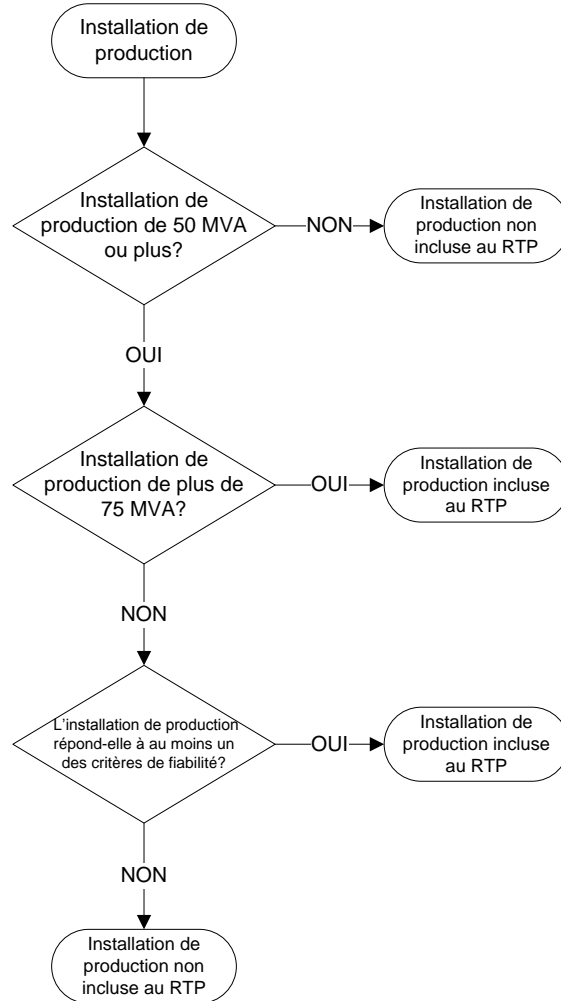 Installation de
production
Installation de
production de 50 MVA
ou plus?
NON
Installation de
production non
incluse au RTP
OUI
Installation de
production de plus de
75 MVA?
OUI
Installation de
production incluse
au RTP
NON
L'installation de production
répond-elle à au moins un
des critères de fiabilité?
OUI
Installation de
production incluse
au RTP
NON
Installation de
production non
incluse au RTP